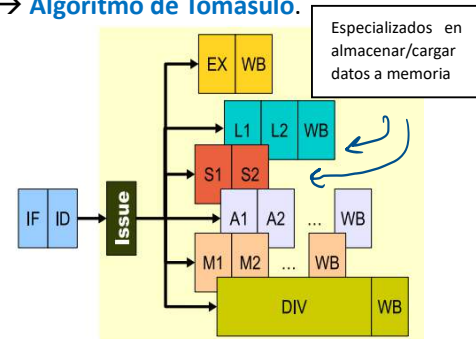 → Algoritmo de Tomasulo.
Especializados en
almacenar/cargar
datos a memoria
EX WB
L1 L2 WB
S1 S2
IF ID
Issue
A1 A2 ... WB
M1 M2 ... WB
DIV WB